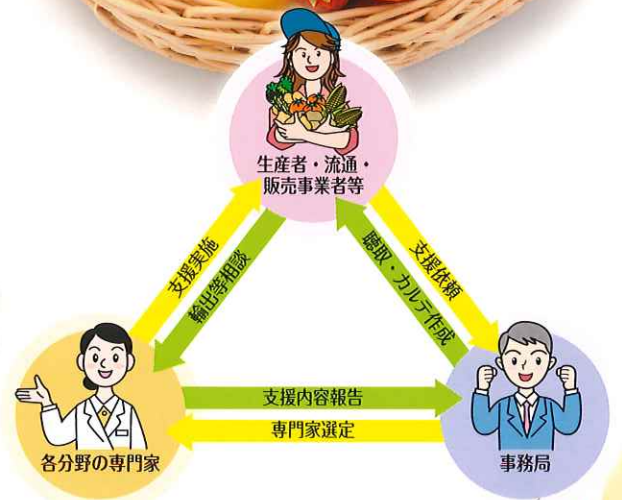 生産者・流通・
販売事業者等
支援実施
輸出等相談
聴取・カルテ作成
支援依頼
支援内容報告
専門家選定
各分野の専門家
事務局